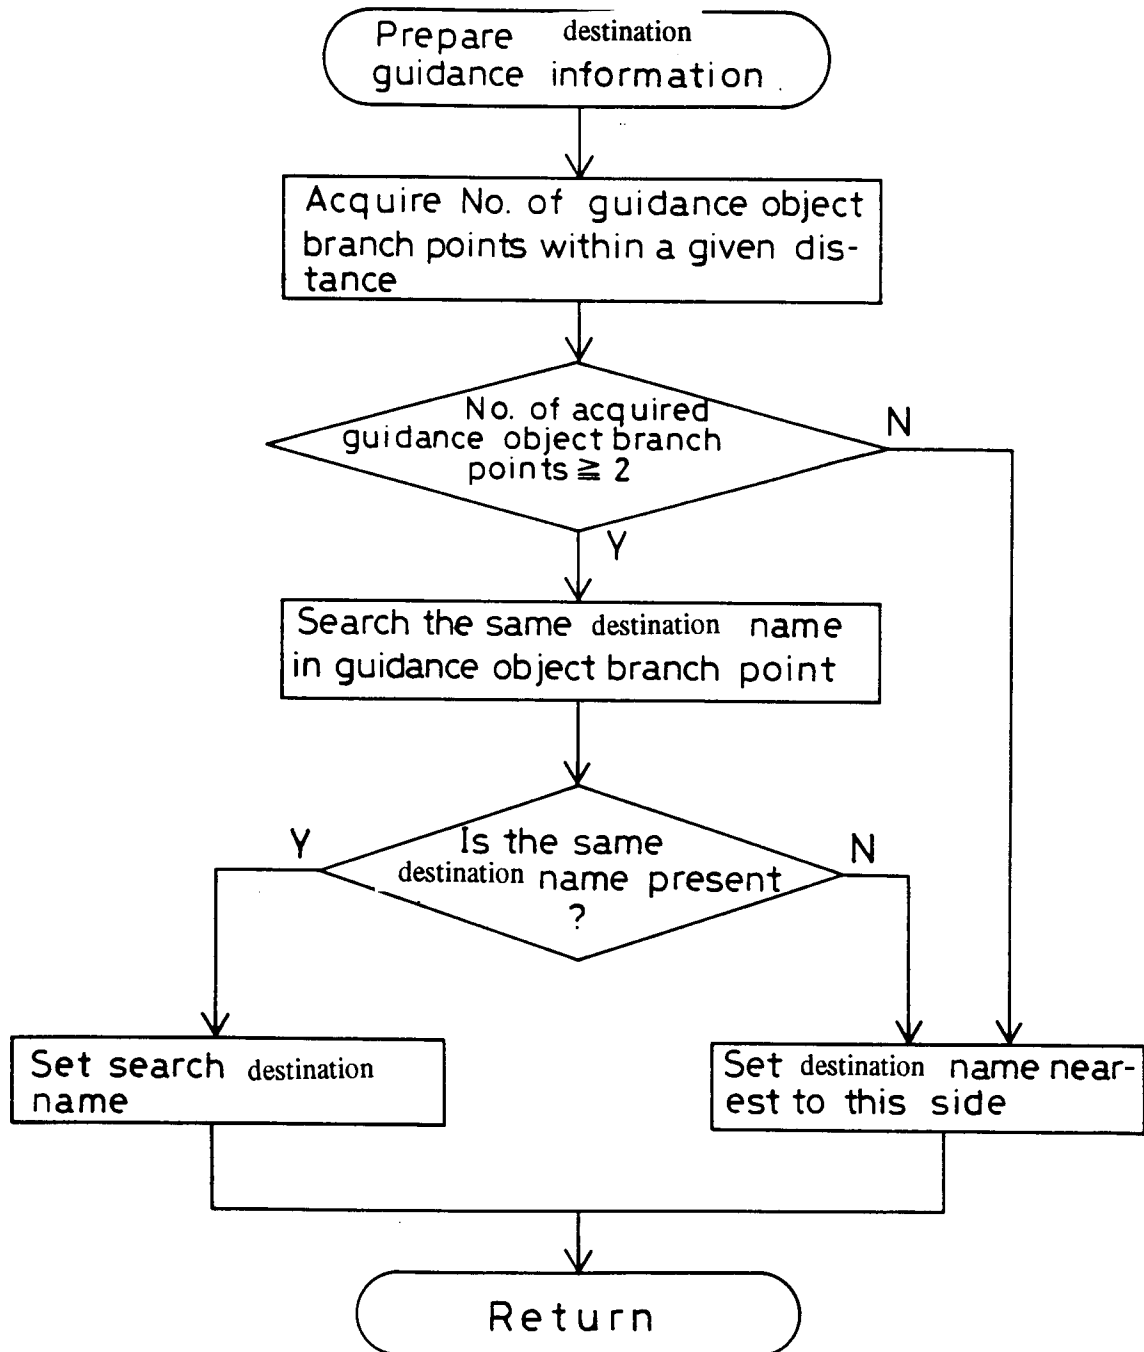 Prepare destination
guidance information
Acquire No. of guidance object
branch points within a given dis-
tance
No. of acquired
guidance object branch
points ≧ 2
N
Y
Search the same destination name
in guidance object branch point
Y
Is the same
destination name present
?
N
Set search destination
name
Set destination name near-
est to this side
Return